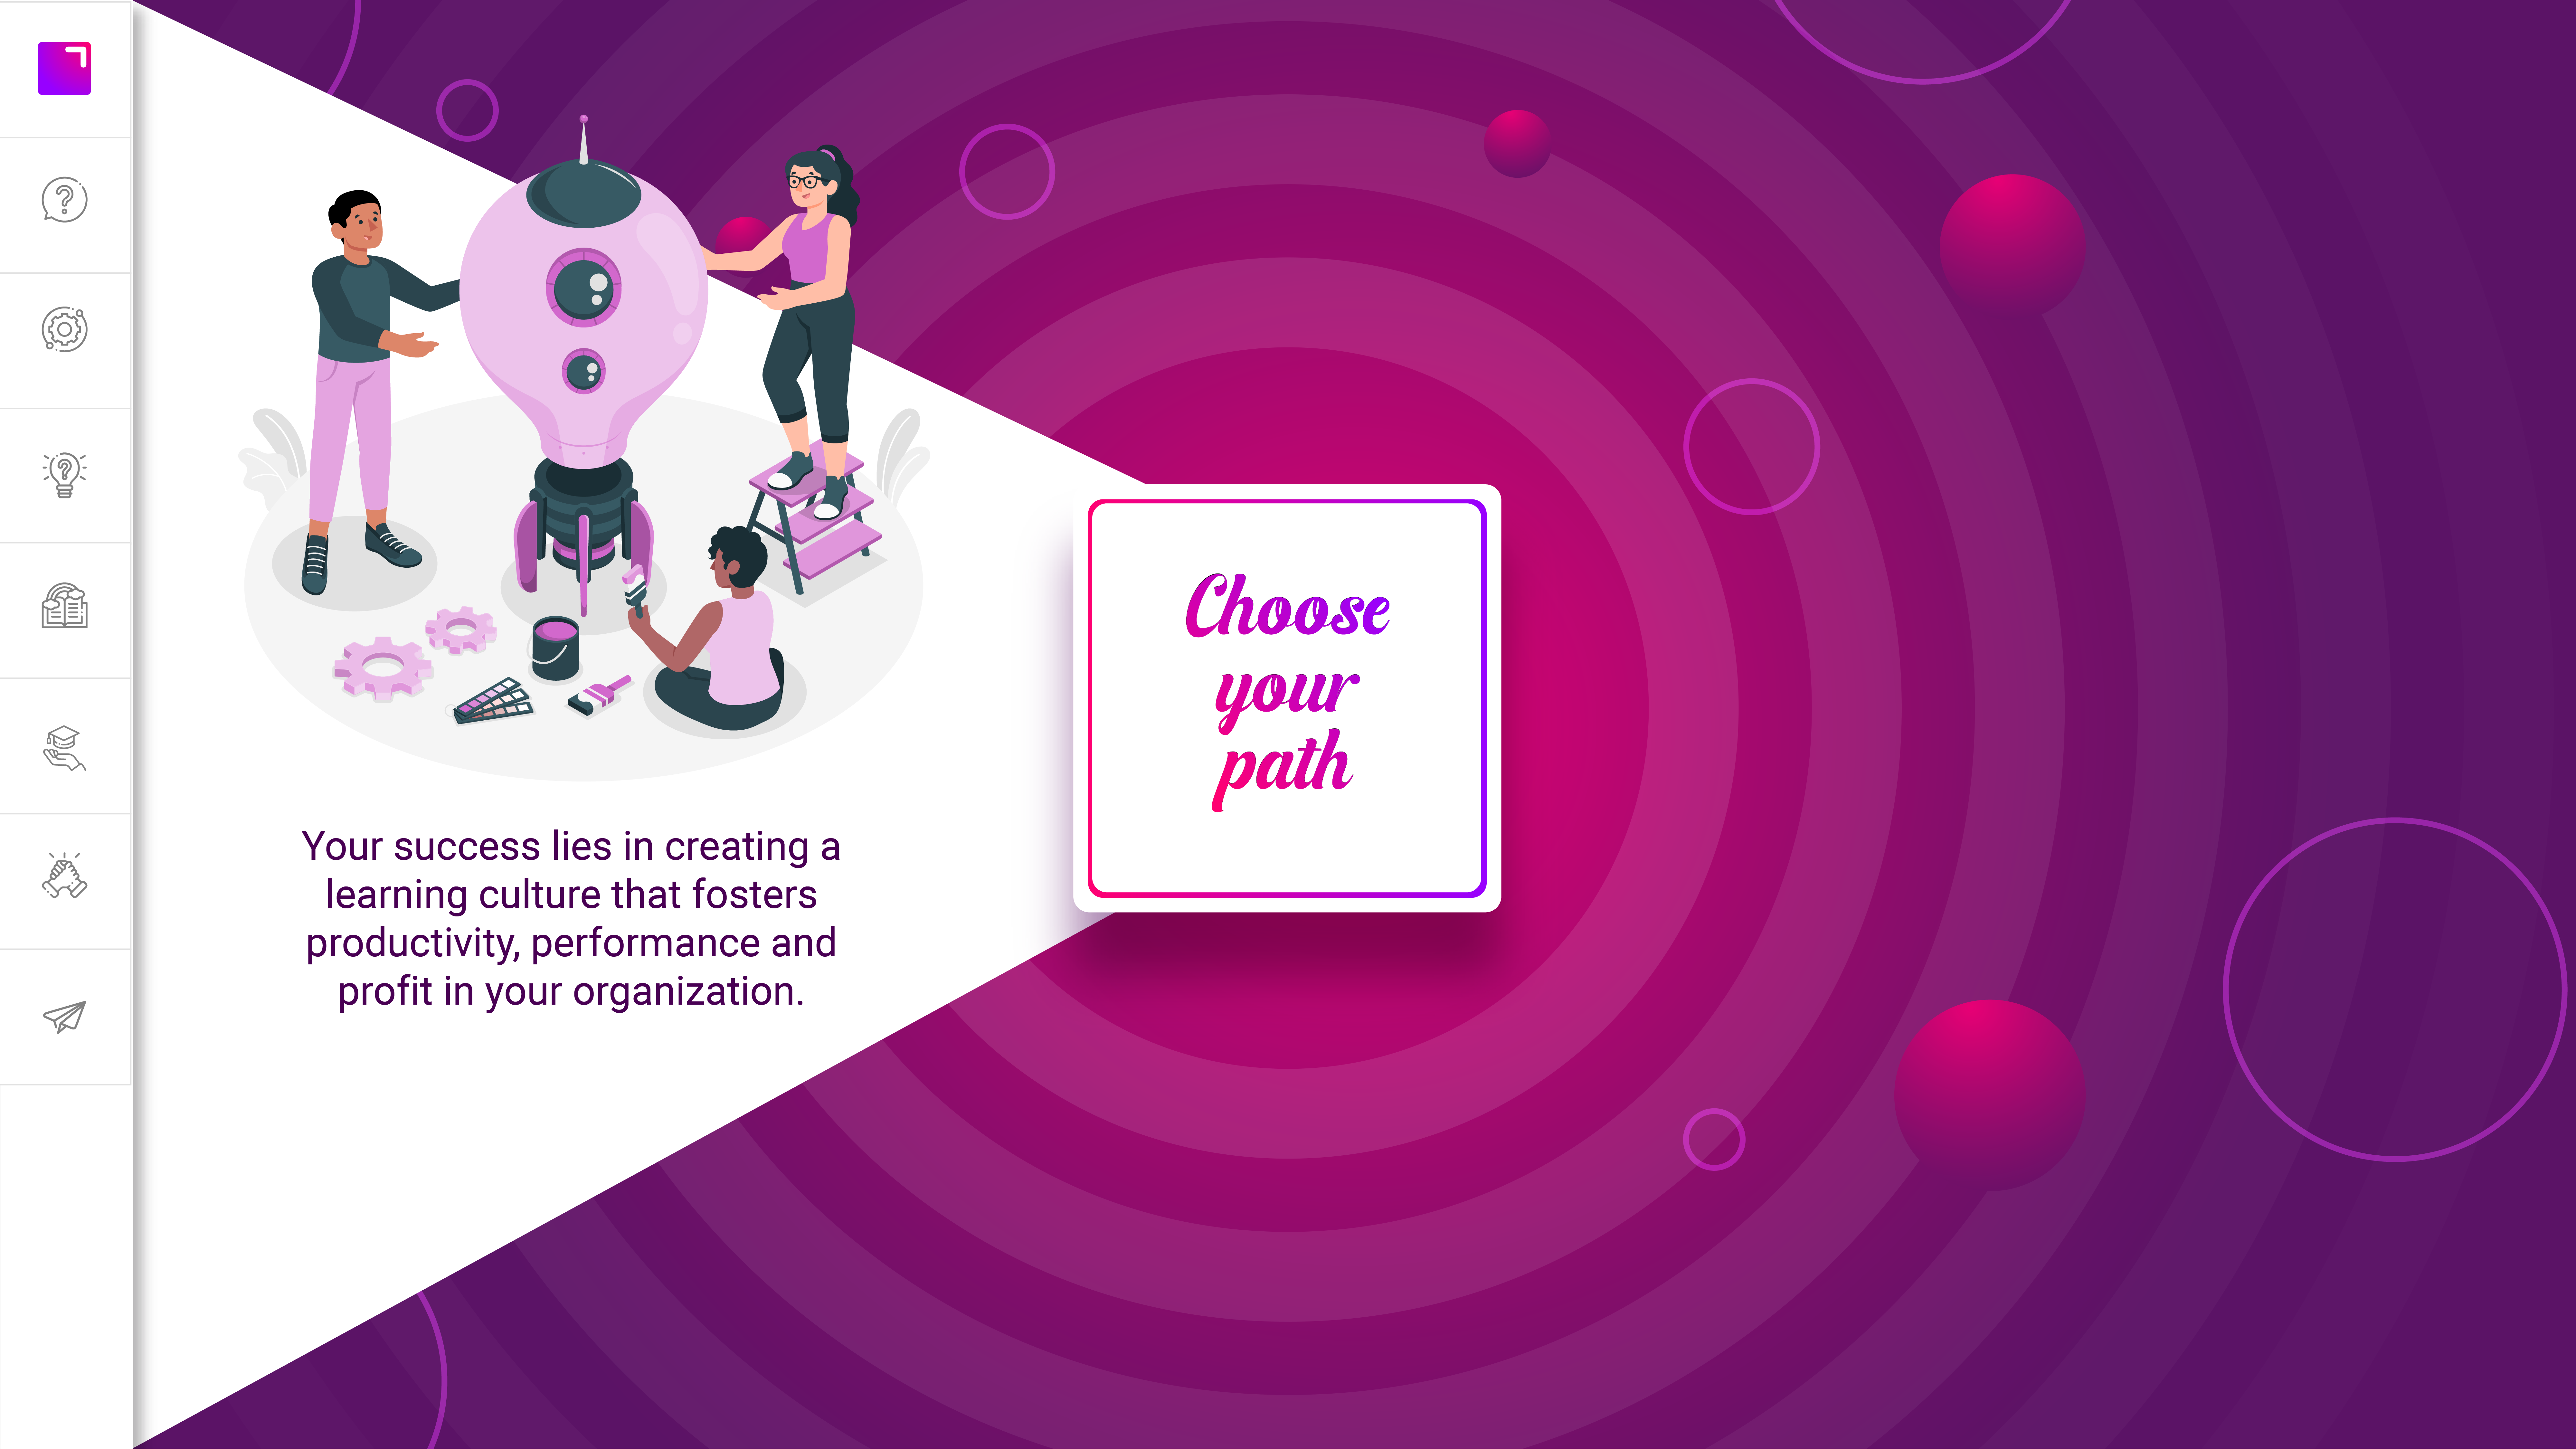 Your success lies in creating a
learning culture that fosters
productivity, performance and
profit in your organization.
Choose
your
path